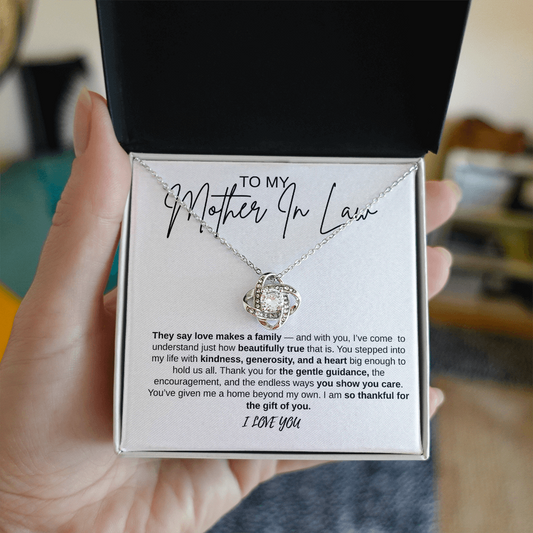 TO MY
Mother In Law
They say love makes a family — and with you, I've come to
understand just how beautifully true that is. You stepped into
my life with kindness, generosity, and a heart big enough to
hold us all. Thank you for the gentle guidance, the
encouragement, and the endless ways you show you care.
You've given me a home beyond my own. I am so thankful for
the gift of you.
I LOVE YOU